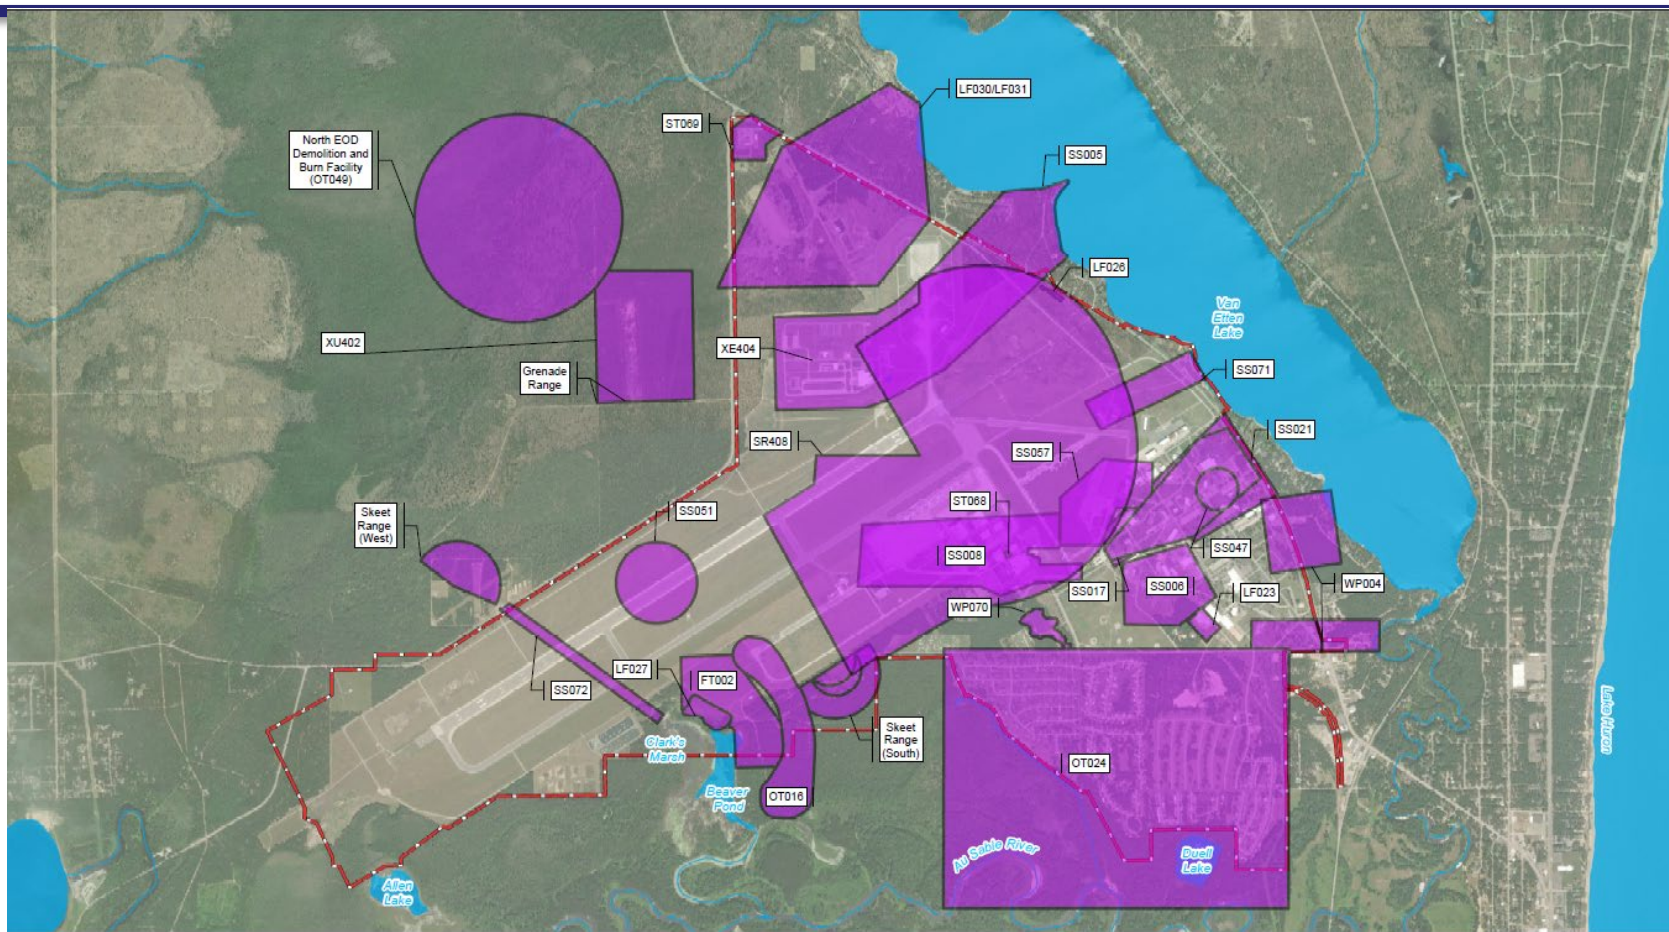 LF030/LF031
ST069
North EOD
Demolition and
Burn Facility
(OT049)
SS005
LF026
Van
Etten
Lake
XU402
XE404
Grenade
Range
SS071
SS021
SR408
SS057
ST068
Skeet
Range
(West)
SS051
SS008
SS047
SS017
SS006
LF023
WP004
WP070
LF027
FT002
SS072
Skeet
Range
(South)
Clark's
Marsh
Lake Huron
OT024
Beaver
Pond
OT016
Au Sable River
Duell
Lake
Allen
Lake